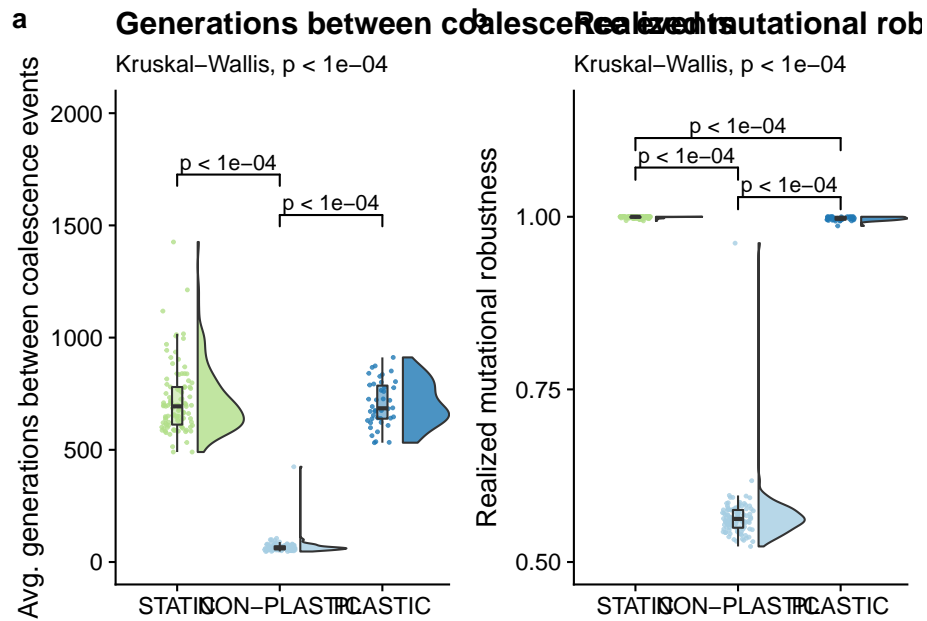 a
Generations between coalescence events
Kruskal−Wallis, p < 1e−04
Avg. generations between coalescence events
2000
1500
1000
500
0
p < 1e−04
p < 1e−04
STATIC
NON−PLASTIC
PLASTIC
b
Realized mutational rob
Kruskal−Wallis, p < 1e−04
Realized mutational robustness
1.00
0.75
0.50
p < 1e−04
p < 1e−04
p < 1e−04
STATIC
NON−PLASTIC
PLASTIC